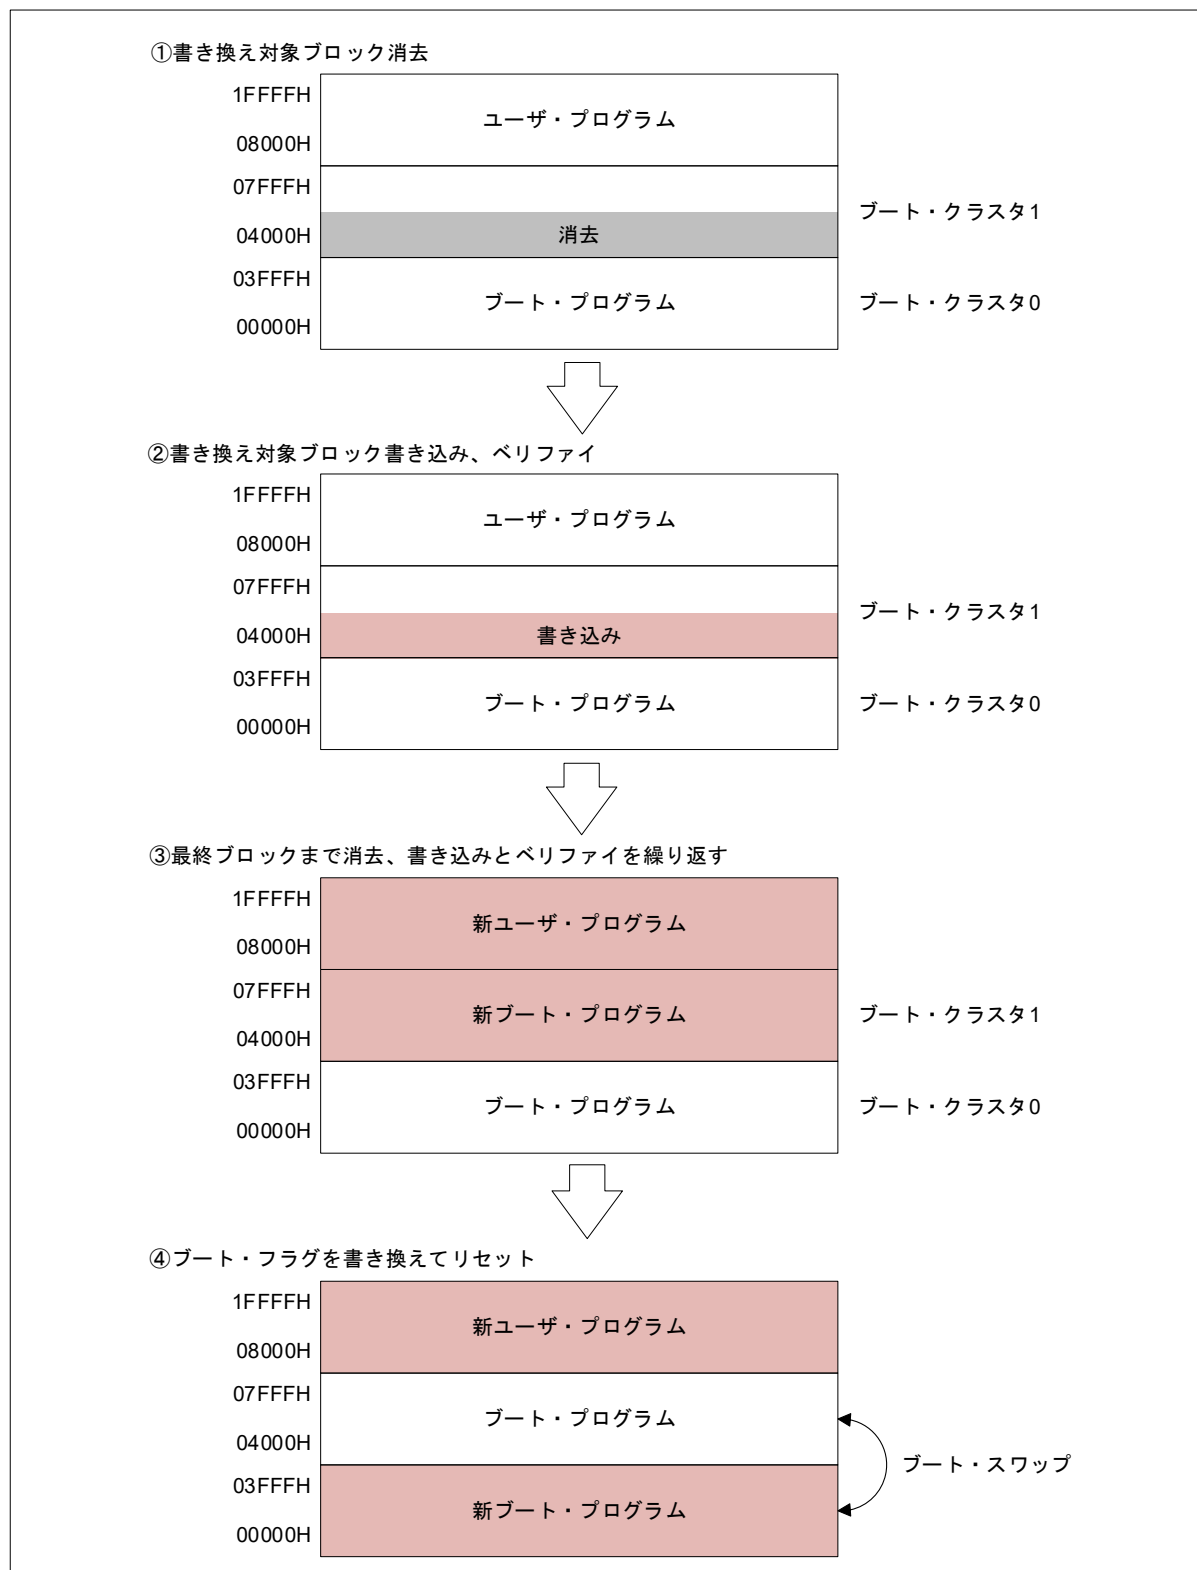 ①書き換え対象ブロック消去
1FFFFH
ユーザ・プログラム
08000H
07FFFH
ブート・クラスタ1
04000H
消去
03FFFH
ブート・プログラム
ブート・クラスタ0
00000H
②書き換え対象ブロック書き込み、ベリファイ
1FFFFH
ユーザ・プログラム
08000H
07FFFH
ブート・クラスタ1
04000H
書き込み
03FFFH
ブート・プログラム
ブート・クラスタ0
00000H
③最終ブロックまで消去、書き込みとベリファイを繰り返す
1FFFFH
新ユーザ・プログラム
08000H
07FFFH
新ブート・プログラム
ブート・クラスタ1
04000H
03FFFH
ブート・プログラム
ブート・クラスタ0
00000H
④ブート・フラグを書き換えてリセット
1FFFFH
新ユーザ・プログラム
08000H
07FFFH
ブート・プログラム
04000H
ブート・スワップ
03FFFH
新ブート・プログラム
00000H